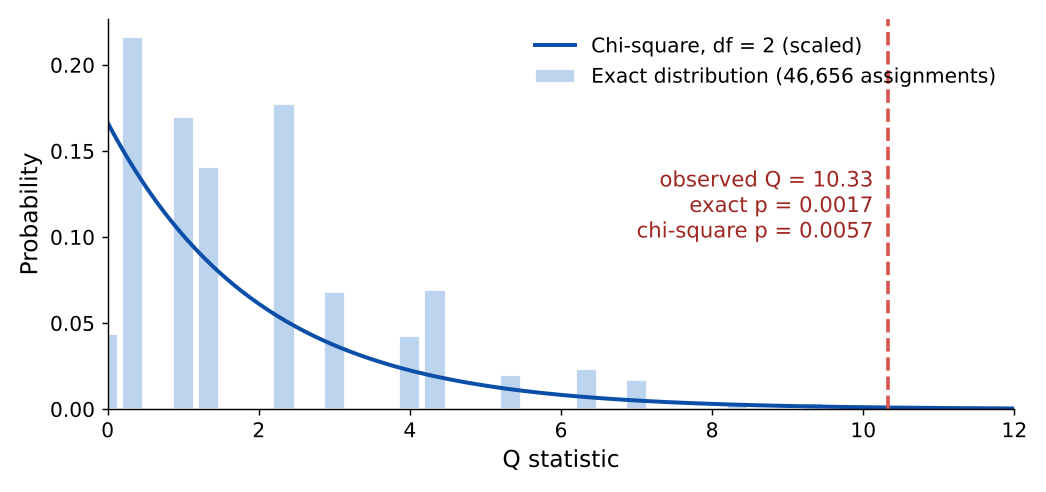 Chi-square, df = 2 (scaled)
Exact distribution (46,656 assignments)
observed Q = 10.33
exact p = 0.0017
chi-square p = 0.0057
Probability
0.20
0.15
0.10
0.05
0.00
0 2 4 6 8 10 12
Q statistic